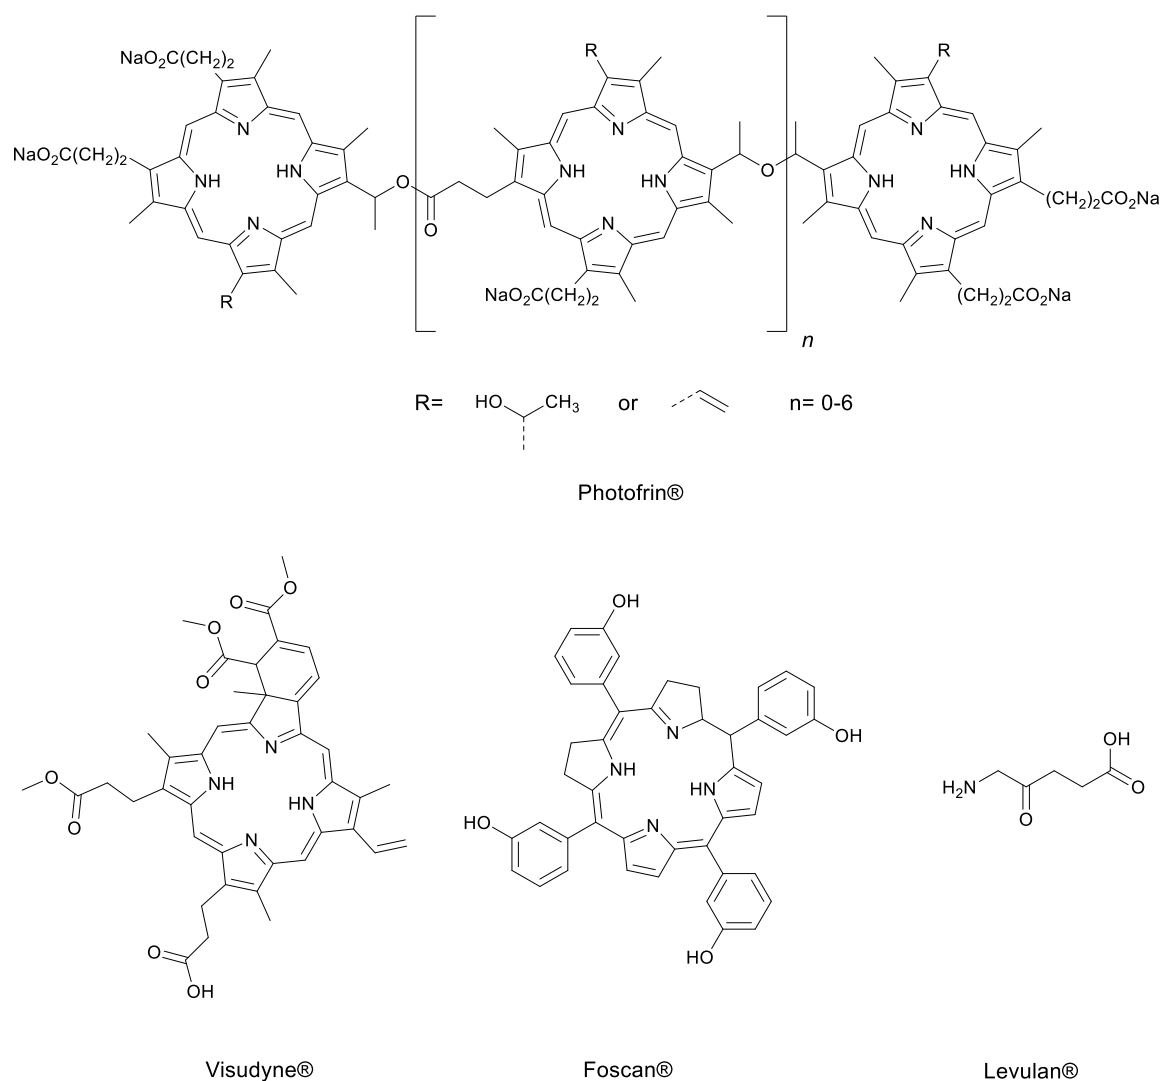 NaO₂C(CH₂)₂
NaO₂C(CH₂)₂
N
HN
NH
N
R
O
O
R
N
NH
HN
N
NaO₂C(CH₂)₂
O
n
R
N
HN
NH
N
(CH₂)₂CO₂Na
(CH₂)₂CO₂Na
R= HO CH₃ or n= 0-6
Photofrin®
O
O
O
O
N
NH
HN
N
O
O
O
OH
OH
N
OH
NH
HN
N
HO
HO
OH
O
H₂N
O
Visudyne® Foscan® Levulan®